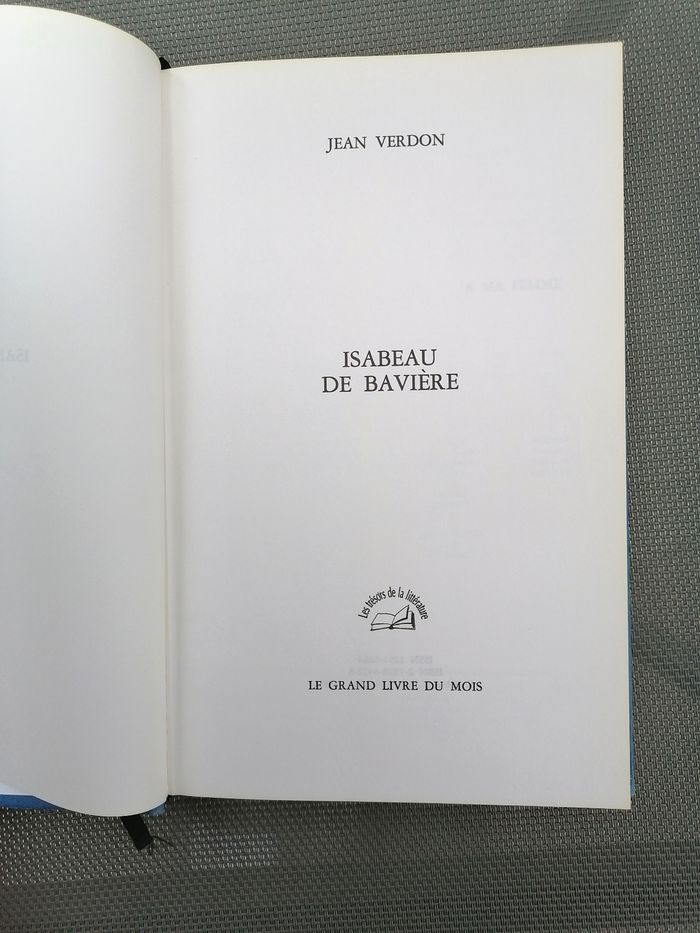 JEAN VERDON
ISABEAU
DE BAVIÈRE
Les trésors de la littérature
LE GRAND LIVRE DU MOIS